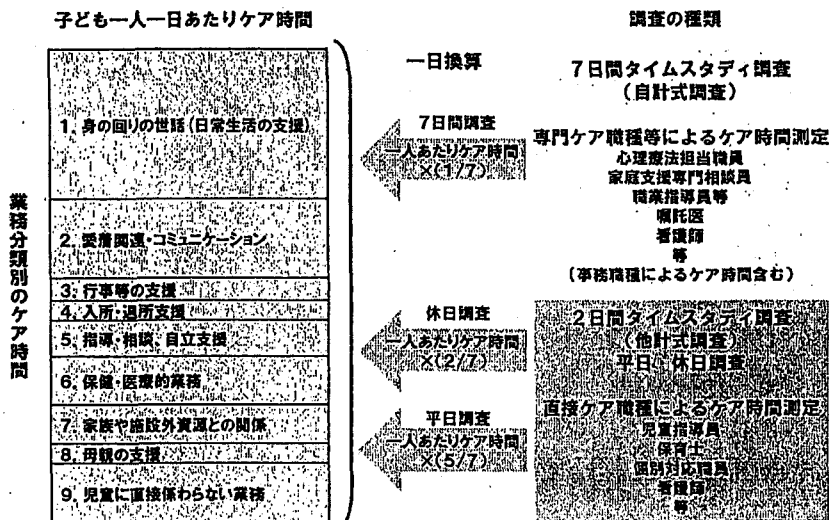 子ども一人一日あたりケア時間
業務分類別のケア時間
1. 身の回りの世話(日常生活の支援)
2. 愛着関連・コミュニケーション
3. 行事等の支援
4. 入所・退所支援
5. 指導・相談、自立支援
6. 保健・医療的業務
7. 家族や施設外資源との関係
8. 母親の支援
9. 児童に直接係わらない業務
一日換算
7日間調査
一人あたりケア時間
×(1/7)
休日調査
一人あたりケア時間
×(2/7)
平日調査
一人あたりケア時間
×(5/7)
調査の種類
7日間タイムスタディ調査
(自計式調査)
専門ケア職種等によるケア時間測定
心理療法担当職員
家庭支援専門相談員
職業指導員等
嘱託医
看護師
等
(事務職種によるケア時間含む)
2日間タイムスタディ調査
(他計式調査)
平日・休日調査
直接ケア職種によるケア時間測定
児童指導員
保育士
個別対応職員
看護師
等